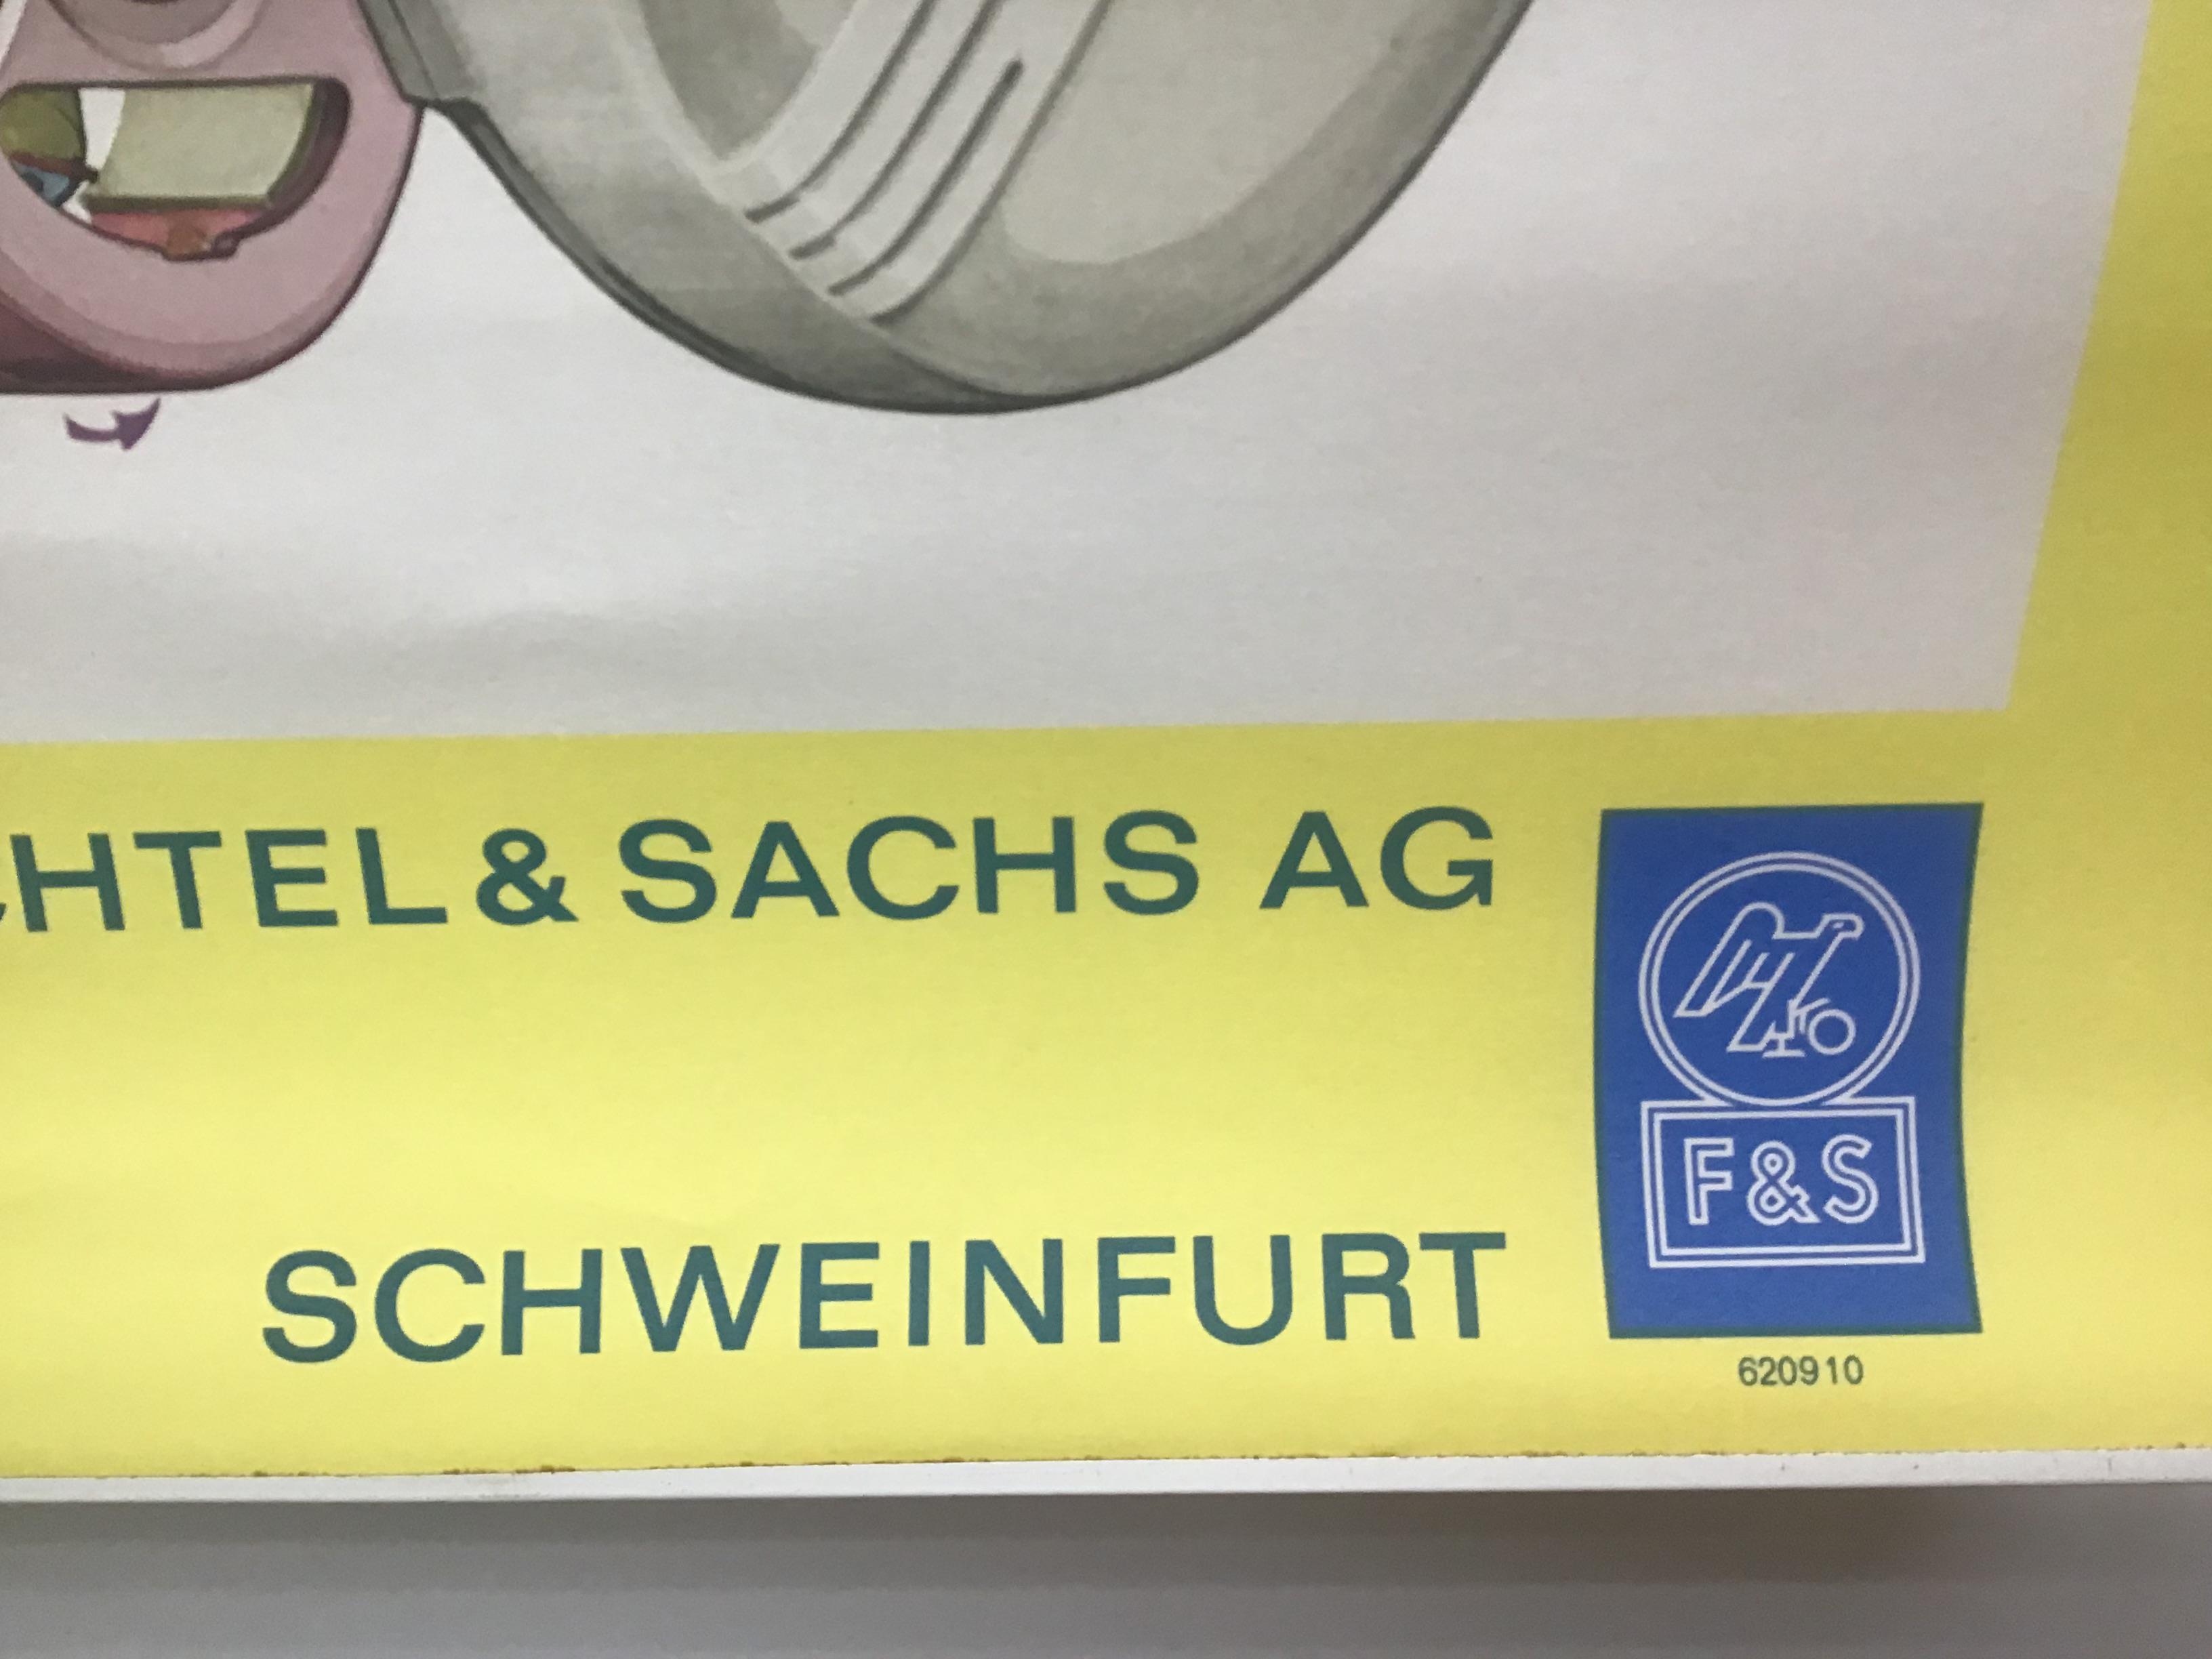 CHTEL & SACHS AG
SCHWEINFURT
F&S
620910